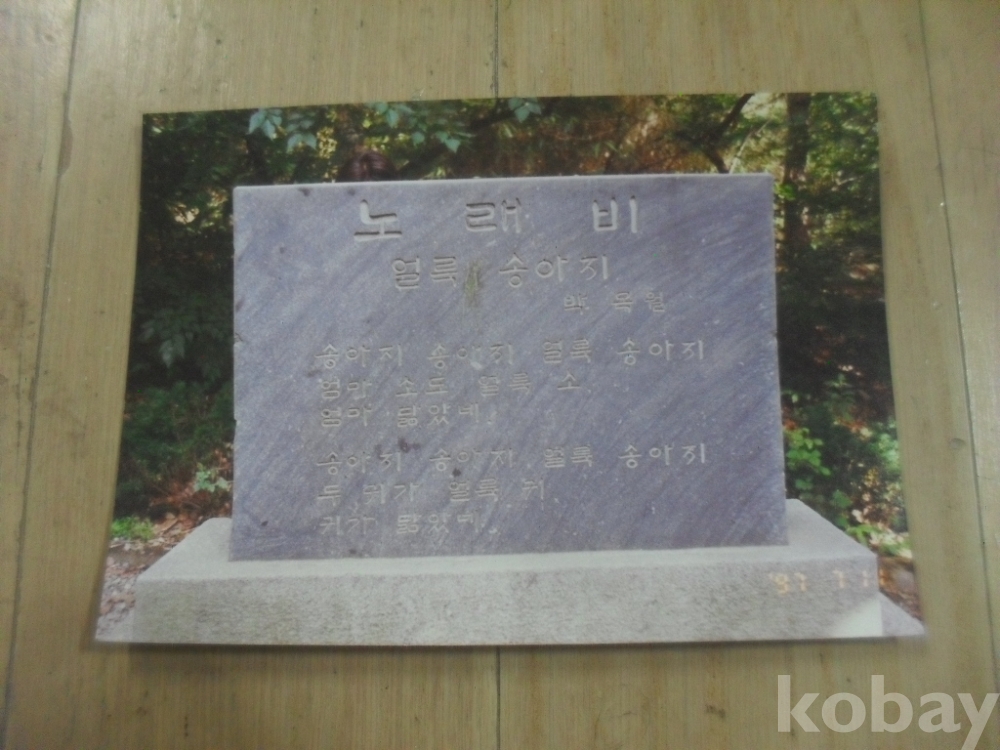 노래비
얼룩 송아지
박 목월
송아지 송아지 얼룩 송아지
엄마 소도 얼룩 소.
엄마 닮았네.
송아지 송아지 얼룩 송아지
두 귀가 얼룩 귀.
귀가 닮았네.
kobay